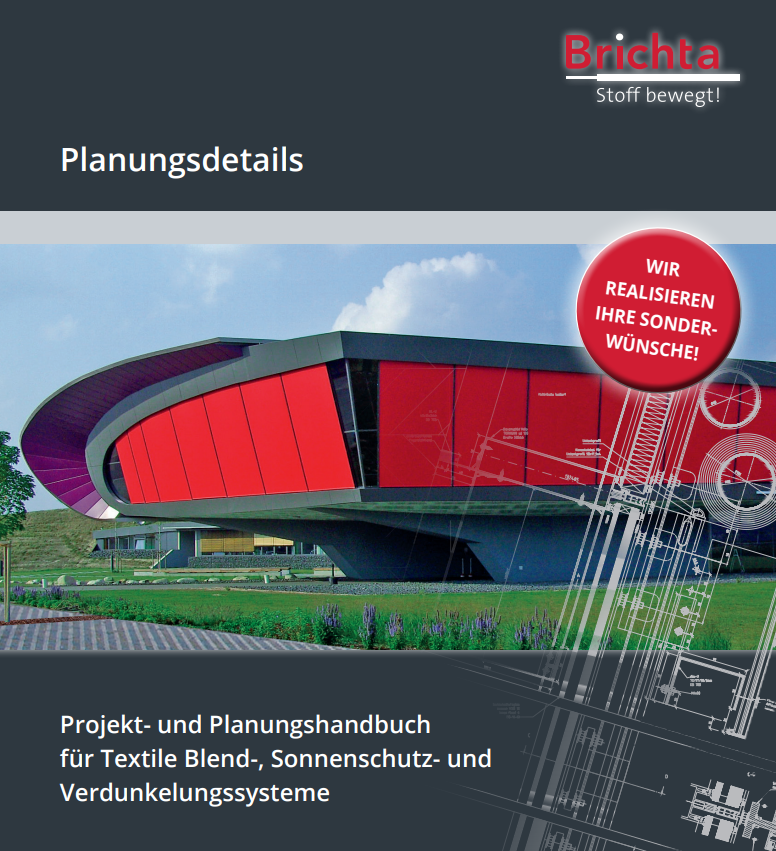 Brichta
Stoff bewegt!
Planungsdetails
WIR
REALISIEREN
IHRE SONDER-
WÜNSCHE!
Projekt- und Planungshandbuch
für Textile Blend-, Sonnenschutz- und
Verdunkelungssysteme